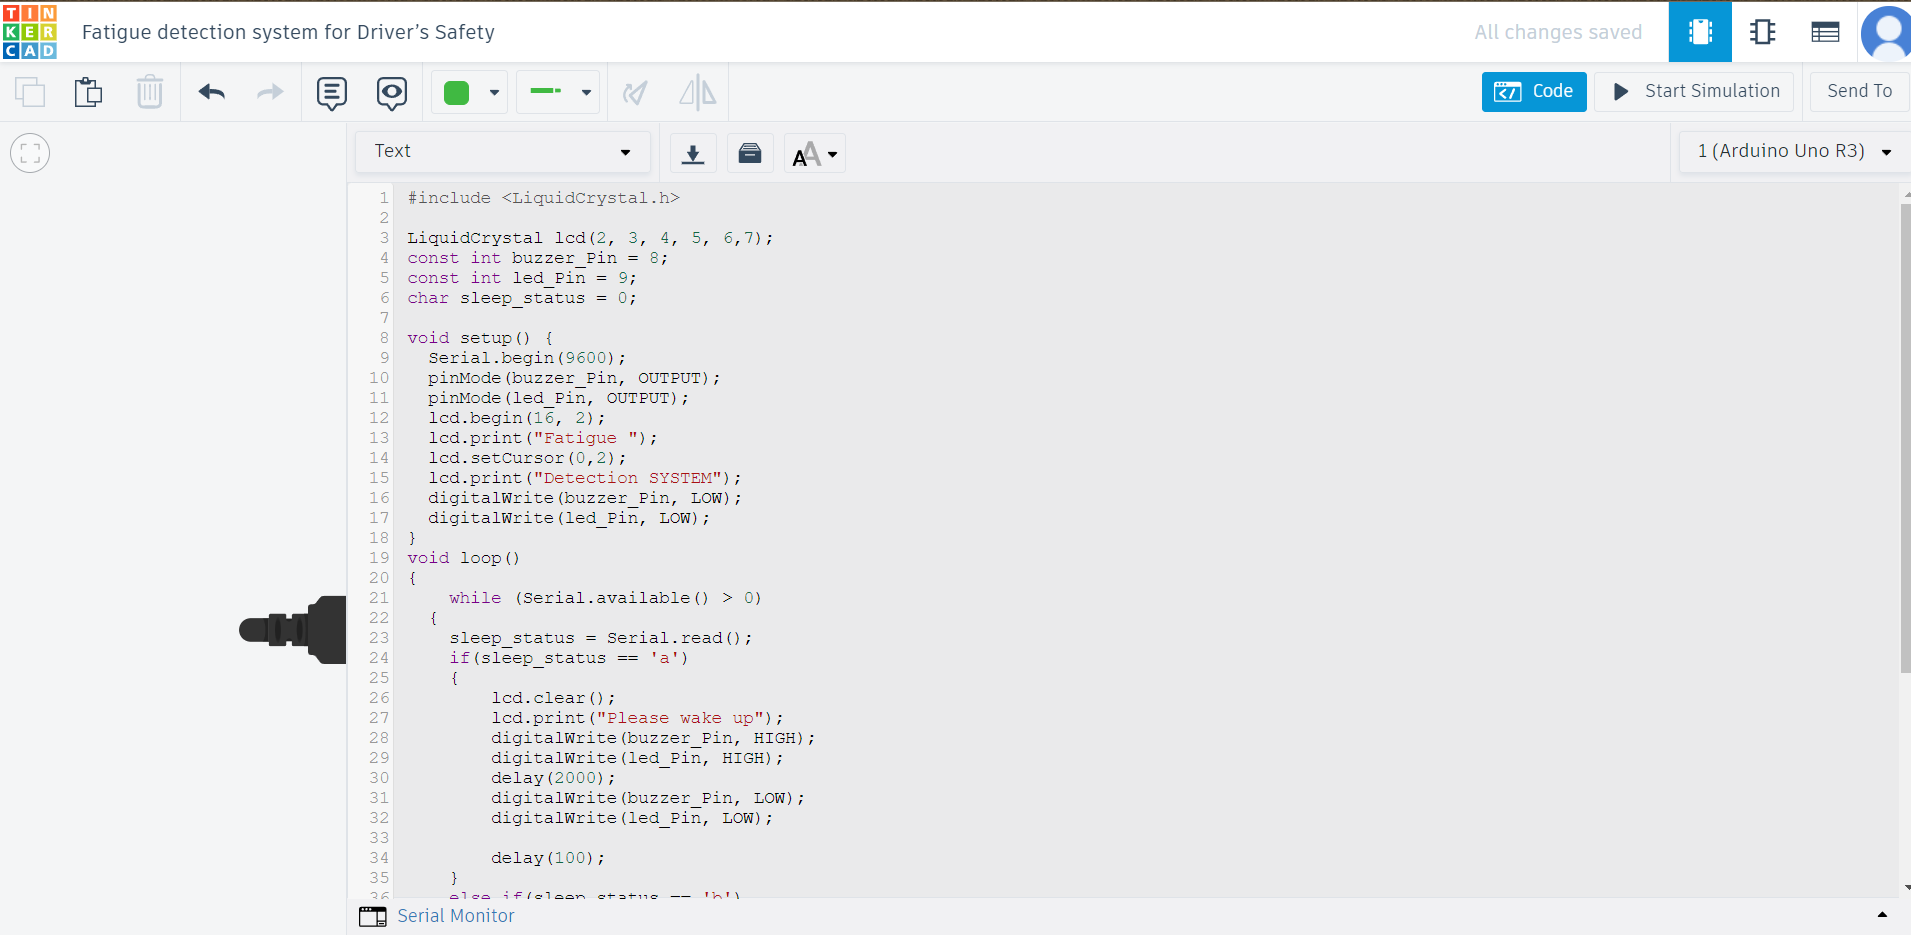 TINKERCAD
Fatigue detection system for Driver’s Safety
All changes saved
Code
Start Simulation
Send To
Text
1 (Arduino Uno R3)
1 #include <LiquidCrystal.h>
2
3 LiquidCrystal lcd(2, 3, 4, 5, 6,7);
4 const int buzzer_Pin = 8;
5 const int led_Pin = 9;
6 char sleep_status = 0;
7
8 void setup() {
9   Serial.begin(9600);
10   pinMode(buzzer_Pin, OUTPUT);
11   pinMode(led_Pin, OUTPUT);
12   lcd.begin(16, 2);
13   lcd.print("Fatigue ");
14   lcd.setCursor(0,2);
15   lcd.print("Detection SYSTEM");
16   digitalWrite(buzzer_Pin, LOW);
17   digitalWrite(led_Pin, LOW);
18 }
19 void loop()
20 {
21     while (Serial.available() > 0)
22   {
23     sleep_status = Serial.read();
24     if(sleep_status == 'a')
25     {
26         lcd.clear();
27         lcd.print("Please wake up");
28         digitalWrite(buzzer_Pin, HIGH);
29         digitalWrite(led_Pin, HIGH);
30         delay(2000);
31         digitalWrite(buzzer_Pin, LOW);
32         digitalWrite(led_Pin, LOW);
33
34         delay(100);
35     }
36     else if(sleep_status == 'b')
Serial Monitor